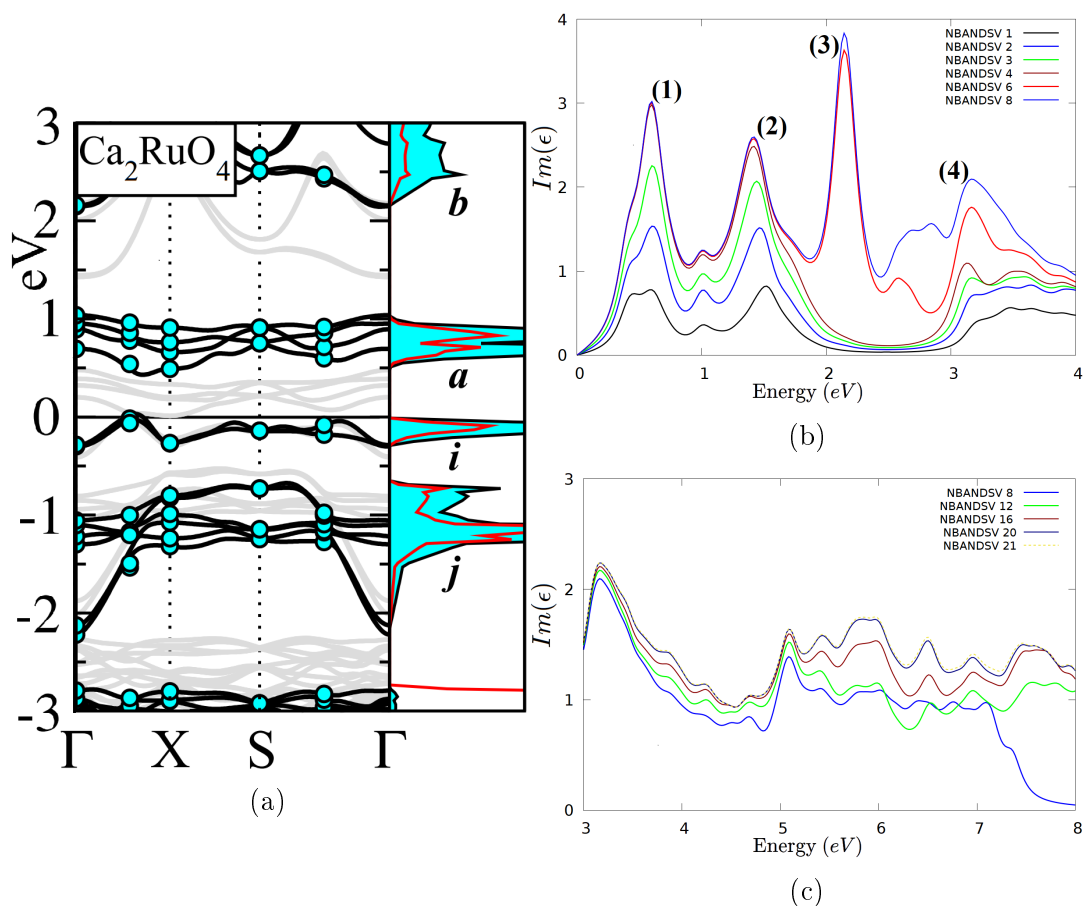 3
2
1
0
-1
-2
-3
eV
Ca2RuO4
b
a
i
j
Γ X S Γ
(a)
4
3
2
1
0
Im(ϵ)
(1)
(2)
(3)
(4)
NBANDSV 1
NBANDSV 2
NBANDSV 3
NBANDSV 4
NBANDSV 6
NBANDSV 8
0 1 2 3 4
Energy (eV)
(b)
3
2
1
0
Im(ϵ)
NBANDSV 8
NBANDSV 12
NBANDSV 16
NBANDSV 20
NBANDSV 21
3 4 5 6 7 8
Energy (eV)
(c)